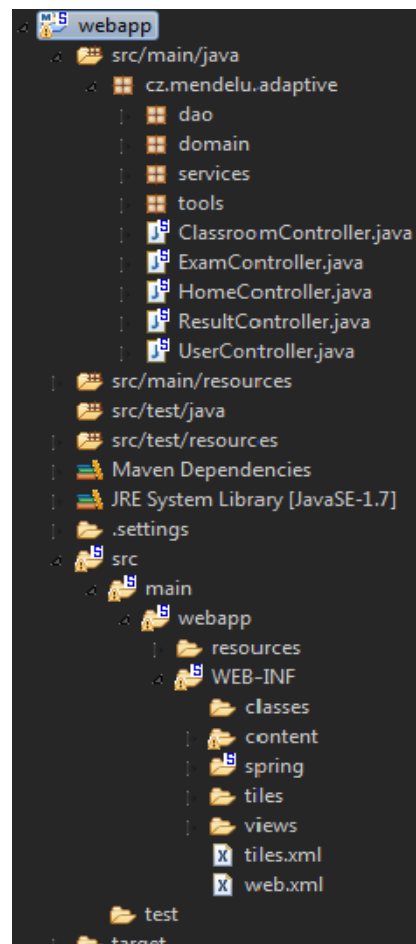 webapp
src/main/java
cz.mendelu.adaptive
dao
domain
services
tools
ClassroomController.java
ExamController.java
HomeController.java
ResultController.java
UserController.java
src/main/resources
src/test/java
src/test/resources
Maven Dependencies
JRE System Library [JavaSE-1.7]
.settings
src
main
webapp
resources
WEB-INF
classes
content
spring
tiles
views
tiles.xml
web.xml
test
target